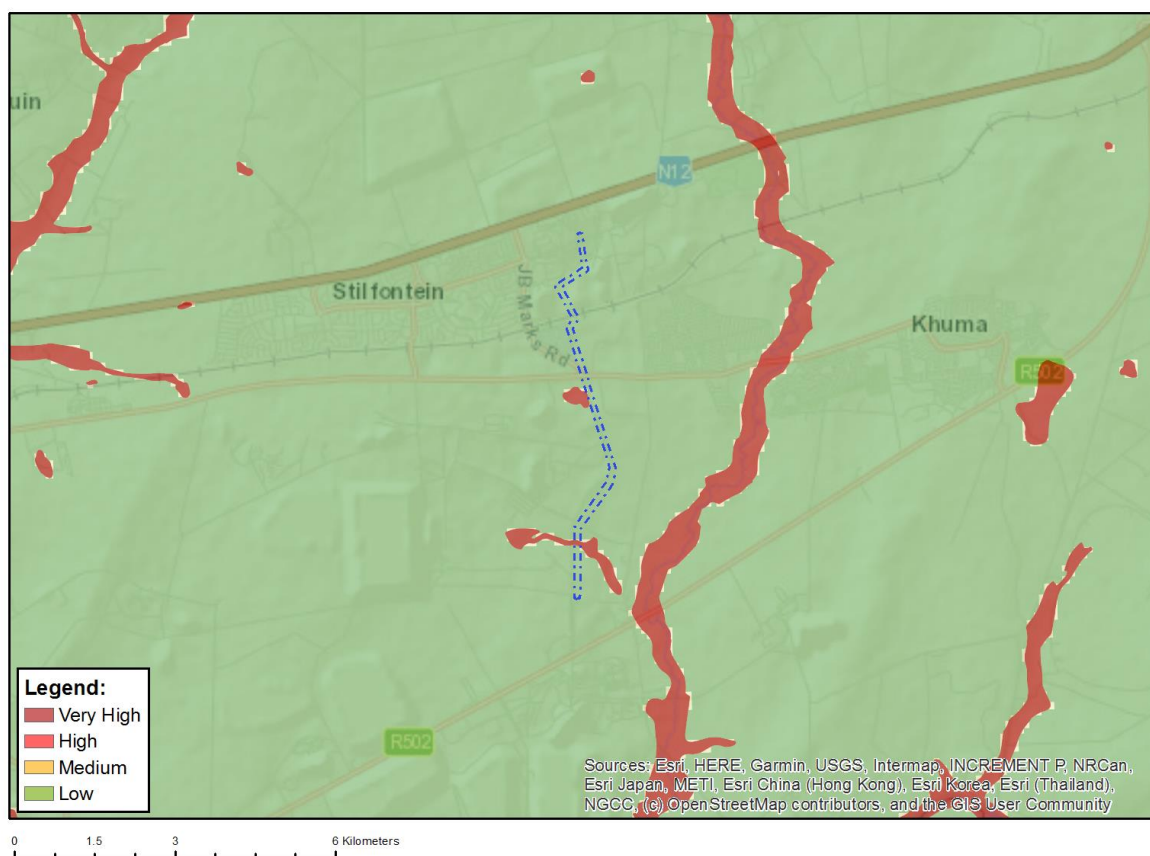 uin
N12
Stilfontein
JB Marks Rd
Khuma
R502
R502
Legend:
Very High
High
Medium
Low
Sources: Esri, HERE, Garmin, USGS, Intermap, INCREMENT P, NRCan,
Esri Japan, METI, Esri China (Hong Kong), Esri Korea, Esri (Thailand),
NGCC, (c) OpenStreetMap contributors, and the GIS User Community
0 1.5 3 6 Kilometers